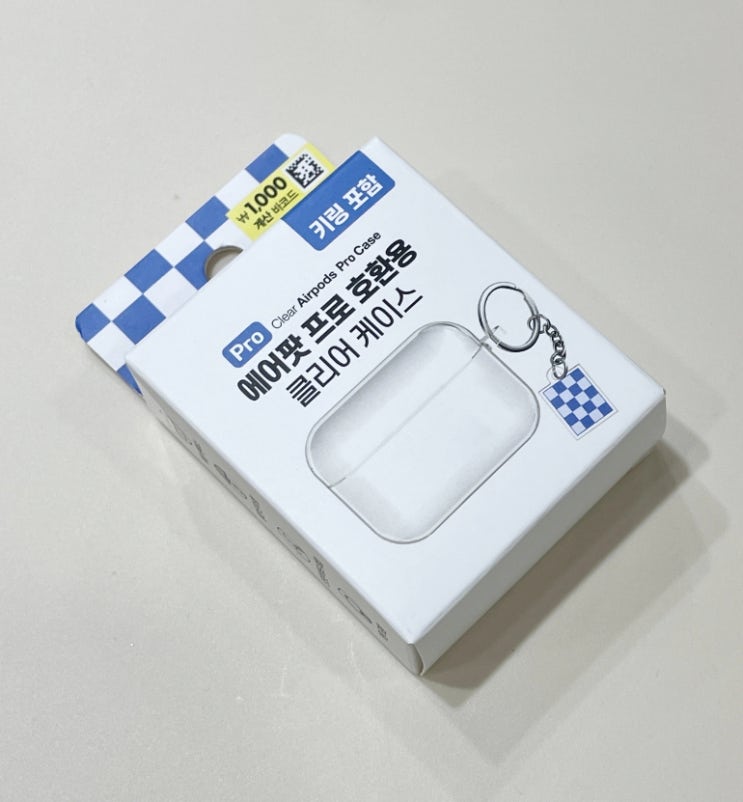 ₩1,000
계산 바코드
키링 포함
Pro
Clear Airpods Pro Case
에어팟 프로 호환용
클리어 케이스